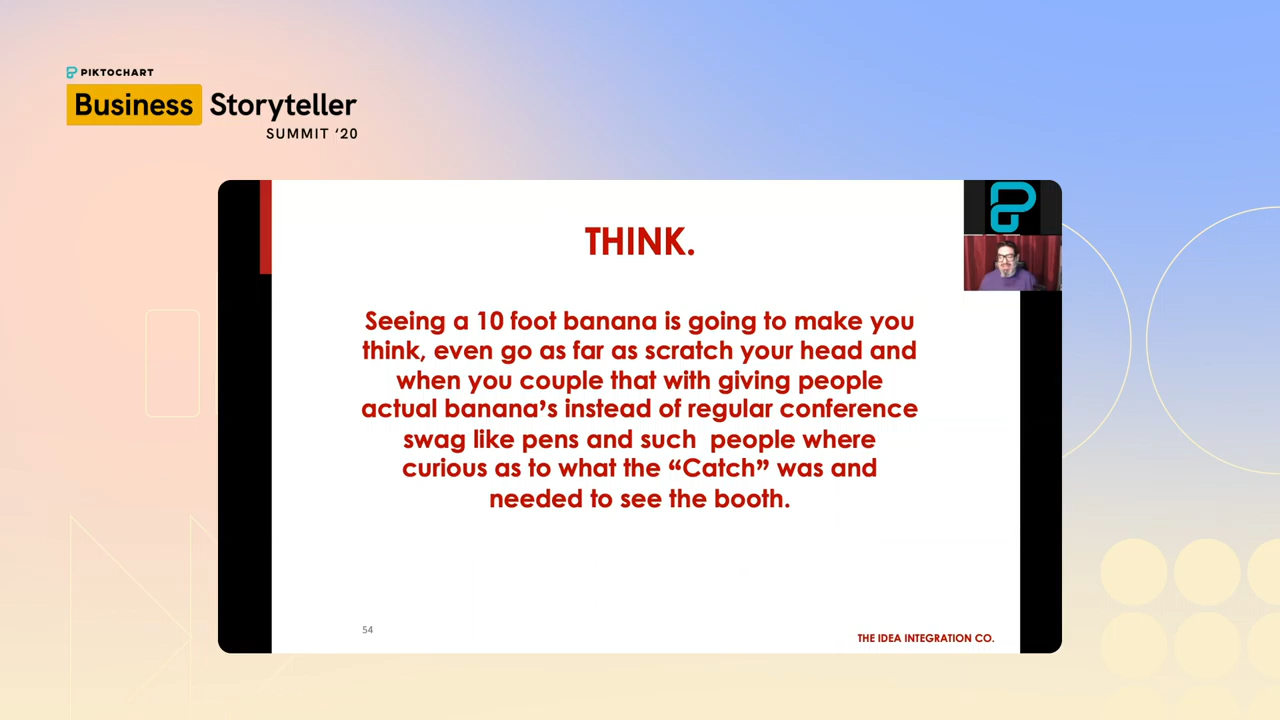 PIKTOCHART
Business Storyteller
SUMMIT ‘20
THINK.
Seeing a 10 foot banana is going to make you
think, even go as far as scratch your head and
when you couple that with giving people
actual banana’s instead of regular conference
swag like pens and such  people where
curious as to what the “Catch” was and
needed to see the booth.
54
THE IDEA INTEGRATION CO.